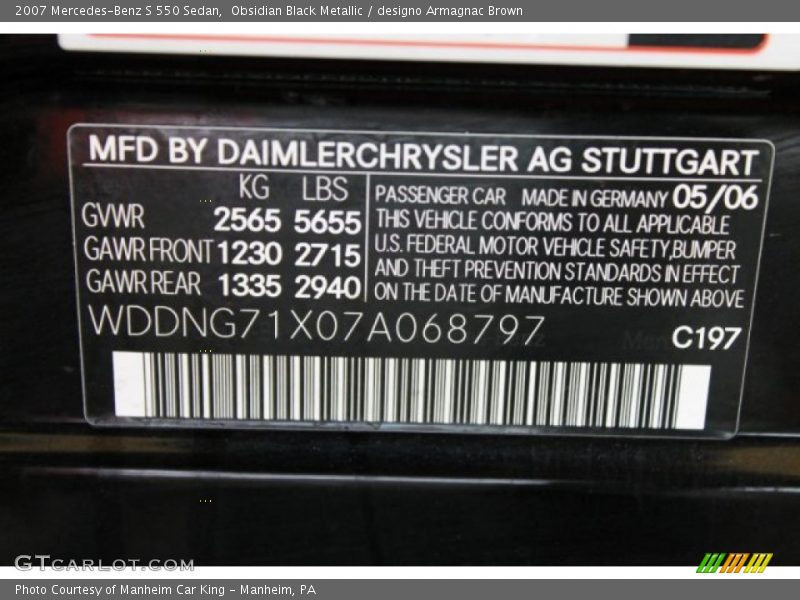 2007 Mercedes-Benz S 550 Sedan, Obsidian Black Metallic / designo Armagnac Brown
MFD BY DAIMLERCHRYSLER AG STUTTGART
KG LBS
GVWR 2565 5655
GAWR FRONT 1230 2715
GAWR REAR 1335 2940
PASSENGER CAR MADE IN GERMANY 05/06
THIS VEHICLE CONFORMS TO ALL APPLICABLE
U.S. FEDERAL MOTOR VEHICLE SAFETY,BUMPER
AND THEFT PREVENTION STANDARDS IN EFFECT
ON THE DATE OF MANUFACTURE SHOWN ABOVE
WDDNG71X07A068797
C197
GTCARLOT.COM
Photo Courtesy of Manheim Car King - Manheim, PA